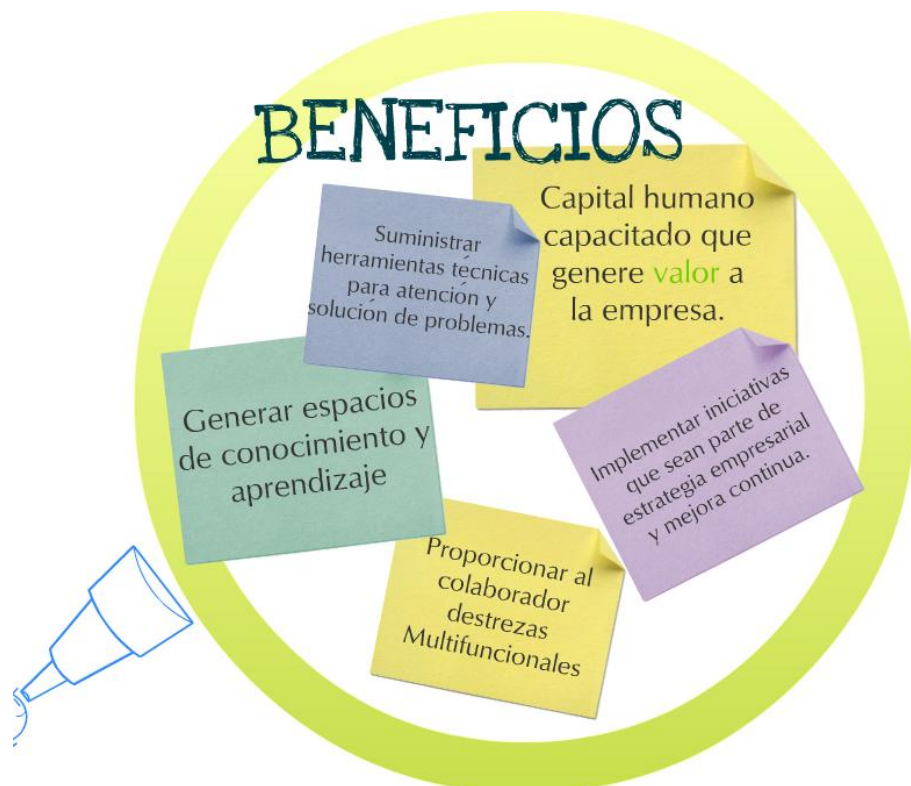 BENEFICIOS
Suministrar
herramientas técnicas
para atención y
solución de problemas.
Capital humano
capacitado que
genere valor a
la empresa.
Generar espacios
de conocimiento y
aprendizaje
Implementar iniciativas
que sean parte de
estrategia empresarial
y mejora continua.
Proporcionar al
colaborador
destrezas
Multifuncionales